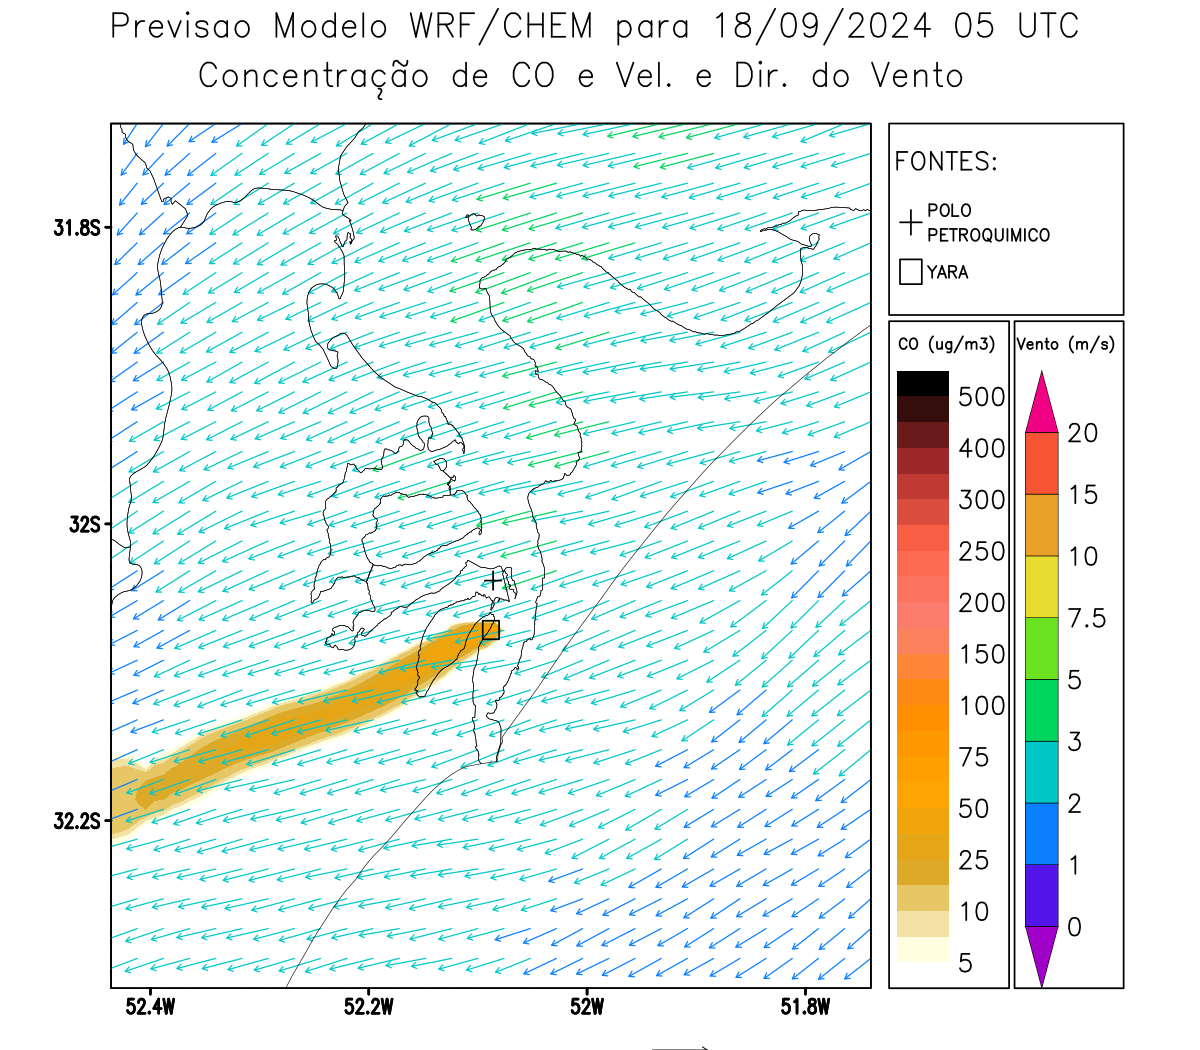 Previsao Modelo WRF/CHEM para 18/09/2024 05 UTC
Concentração de CO e Vel. e Dir. do Vento
FONTES:
POLO
PETROQUIMICO
YARA
31.8S
32S
32.2S
52.4W
52.2W
52W
51.8W
CO (ug/m3)
500
400
300
250
200
150
100
75
50
25
10
5
Vento (m/s)
20
15
10
7.5
5
3
2
1
0